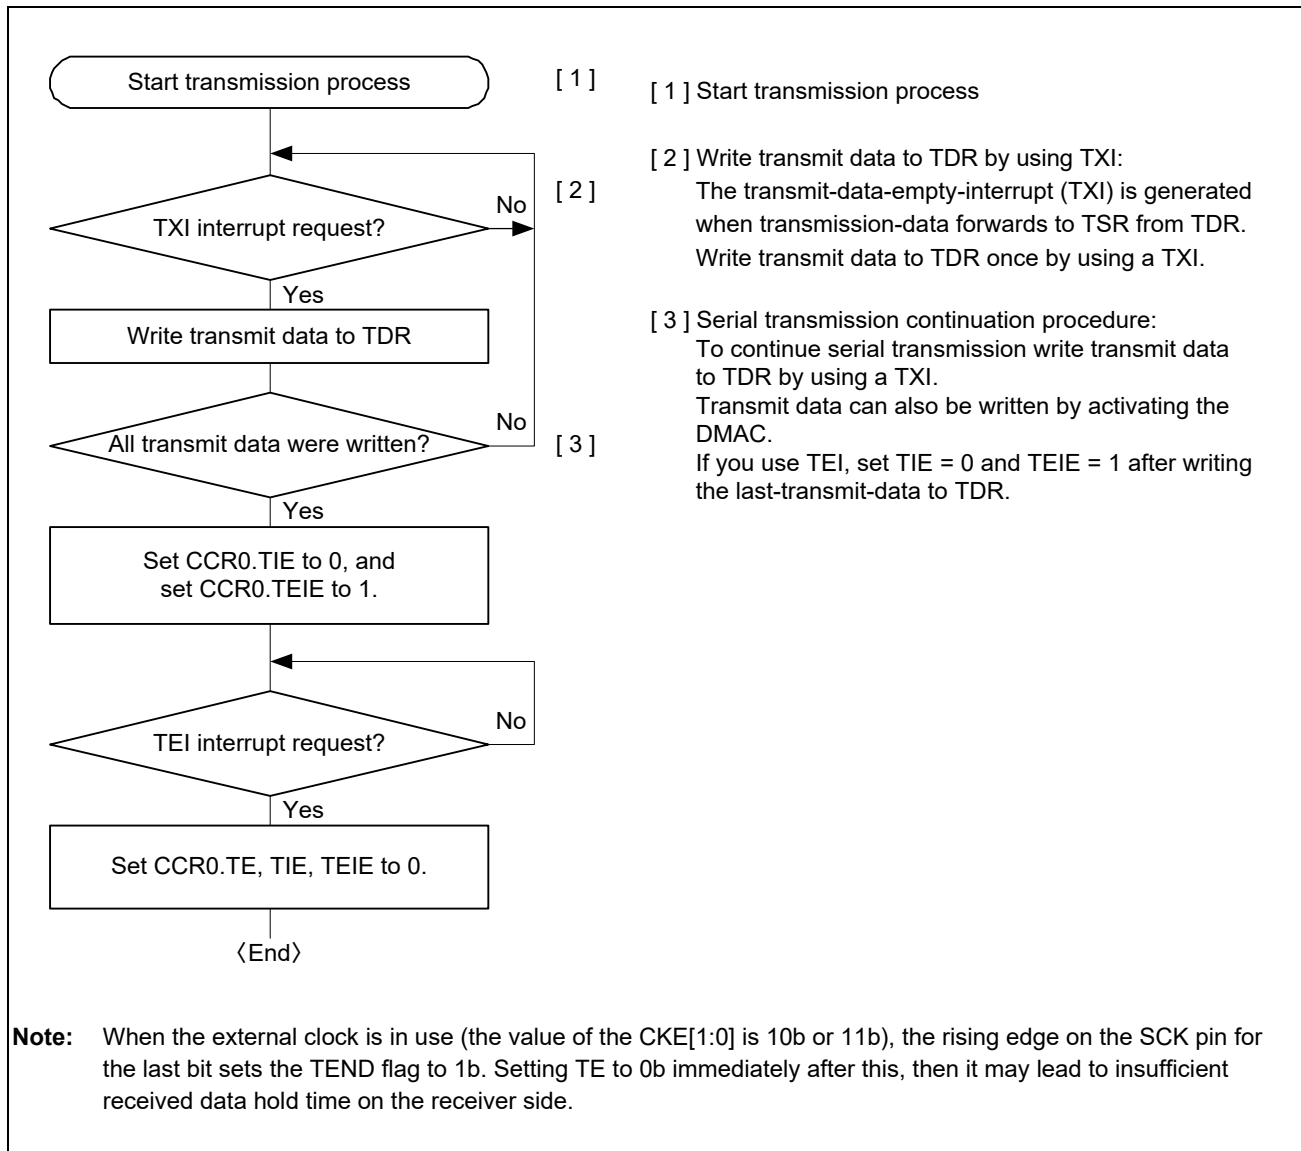 Start transmission process
[ 1 ]
TXI interrupt request?
No
[ 2 ]
Yes
Write transmit data to TDR
All transmit data were written?
No
[ 3 ]
Yes
Set CCR0.TIE to 0, and
set CCR0.TEIE to 1.
TEI interrupt request?
No
Yes
Set CCR0.TE, TIE, TEIE to 0.
〈End〉
[ 1 ] Start transmission process
[ 2 ] Write transmit data to TDR by using TXI:
The transmit-data-empty-interrupt (TXI) is generated
when transmission-data forwards to TSR from TDR.
Write transmit data to TDR once by using a TXI.
[ 3 ] Serial transmission continuation procedure:
To continue serial transmission write transmit data
to TDR by using a TXI.
Transmit data can also be written by activating the
DMAC.
If you use TEI, set TIE = 0 and TEIE = 1 after writing
the last-transmit-data to TDR.
Note: When the external clock is in use (the value of the CKE[1:0] is 10b or 11b), the rising edge on the SCK pin for
the last bit sets the TEND flag to 1b. Setting TE to 0b immediately after this, then it may lead to insufficient
received data hold time on the receiver side.